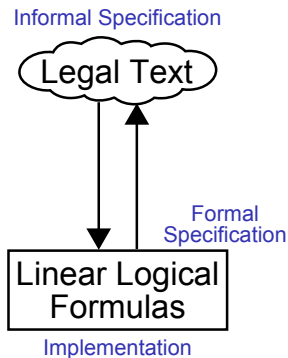 Informal Specification
Legal Text
Formal
Specification
Linear Logical
Formulas
Implementation